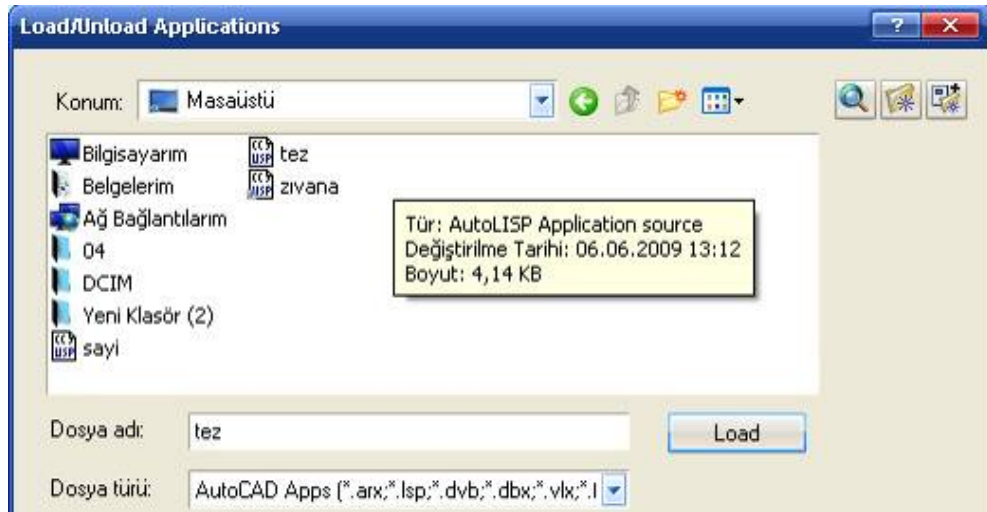 Load/Unload Applications
Konum: Masaüstü
Bilgisayarım
Belgelerim
Ağ Bağlantılarım
04
DCIM
Yeni Klasör (2)
sayi
tez
zıvana
Tür: AutoLISP Application source
Değiştirilme Tarihi: 06.06.2009 13:12
Boyut: 4,14 KB
Dosya adı: tez
Load
Dosya türü: AutoCAD Apps (*.arx;*.lsp;*.dvb;*.dbx;*.vlx;*.